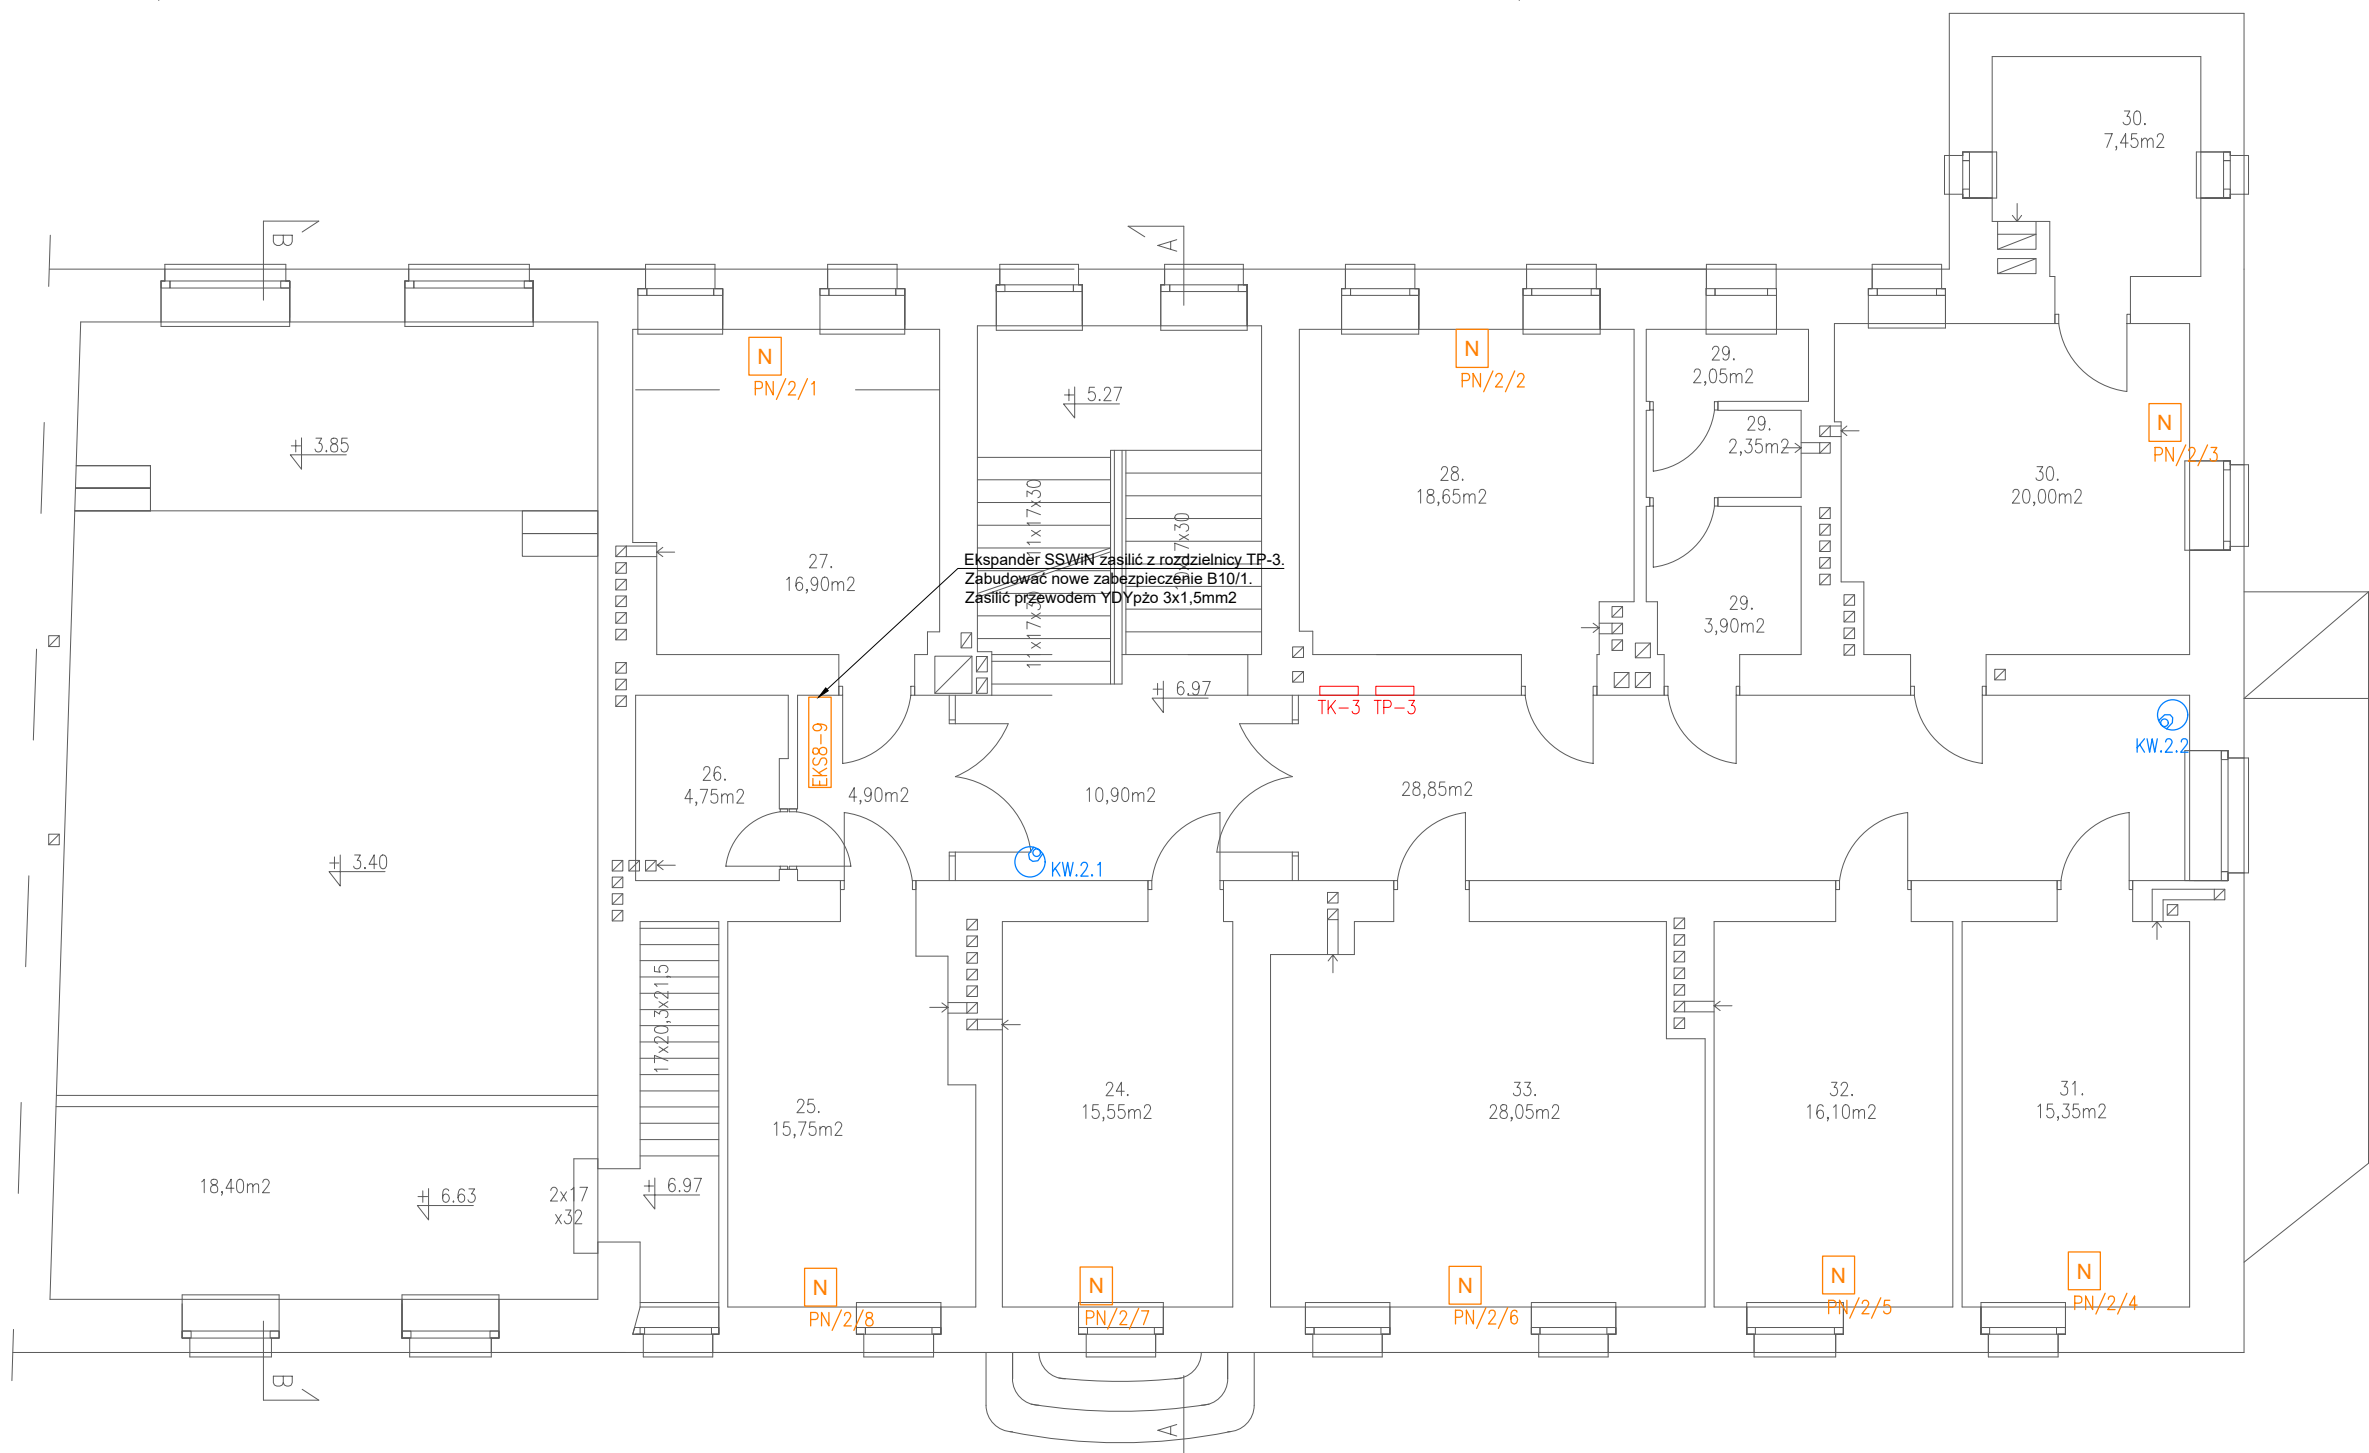 30.
7,45m2
B
A
N
PN/2/1
+ 5.27
N
PN/2/2
29.
2,05m2
29.
2,35m2
N
PN/2/3
+ 3.85
28.
18,65m2
30.
20,00m2
11x17x30
10x17x30
27.
16,90m2
Ekspander SSWiN zasilić z rozdzielnicy TP-3.
Zabudować nowe zabezpieczenie B10/1.
Zasilić przewodem YDYpżo 3x1,5mm2
11x17x30
29.
3,90m2
+ 6.97
TK-3
TP-3
KW.2.2
EKS8-9
26.
4,75m2
4,90m2
10,90m2
28,85m2
+ 3.40
KW.2.1
17x20,3x21,5
25.
15,75m2
24.
15,55m2
33.
28,05m2
32.
16,10m2
31.
15,35m2
18,40m2
+ 6.63
2x17
x32
+ 6.97
N
PN/2/8
N
PN/2/7
N
PN/2/6
N
PN/2/5
N
PN/2/4
B
A